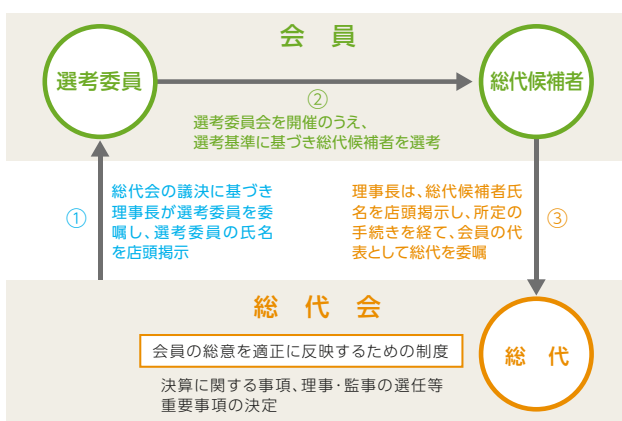 会 員
選考委員
総代候補者
②
選考委員会を開催のうえ、
選考基準に基づき総代候補者を選考
①
総代会の議決に基づき
理事長が選考委員を委
嘱し、選考委員の氏名
を店頭掲示
理事長は、総代候補者氏
名を店頭掲示し、所定の
手続きを経て、会員の代
表として総代を委嘱
③
総 代 会
会員の総意を適正に反映するための制度
決算に関する事項、理事・監事の選任等
重要事項の決定
総 代